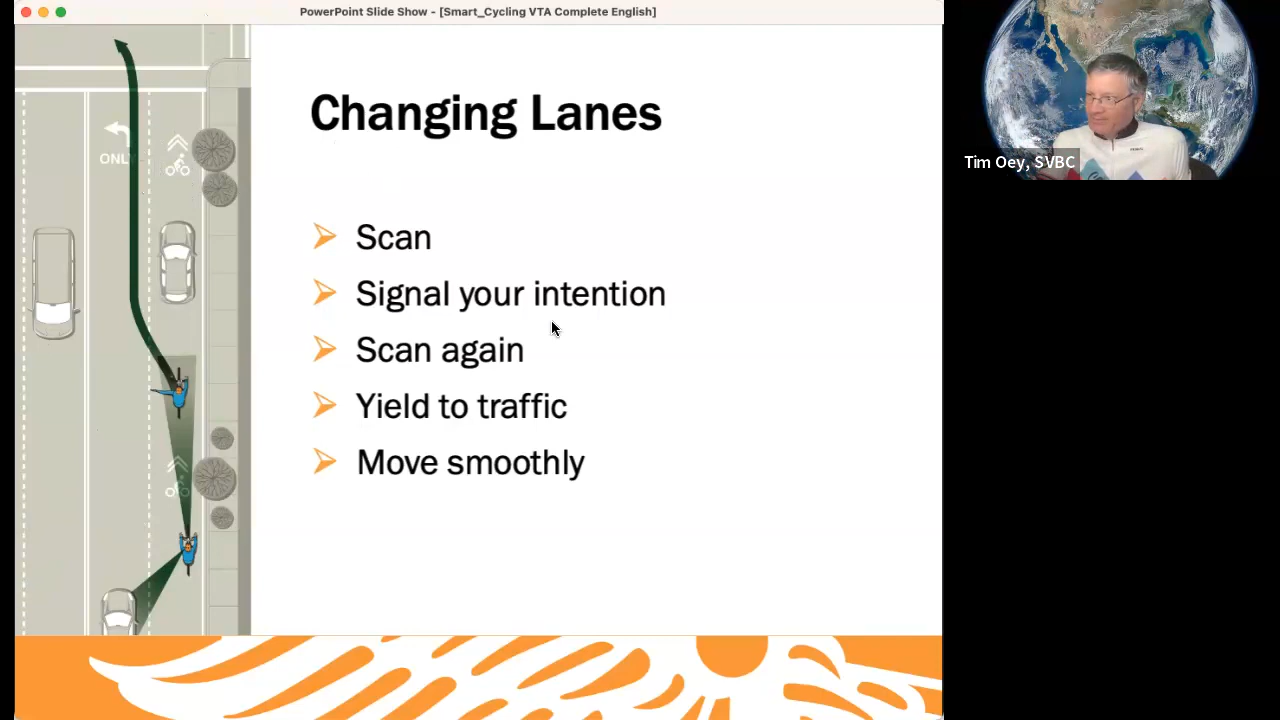 PowerPoint Slide Show - [Smart_Cycling VTA Complete English]
Changing Lanes
Scan
Signal your intention
Scan again
Yield to traffic
Move smoothly
ONLY
Tim Oey, SVBC